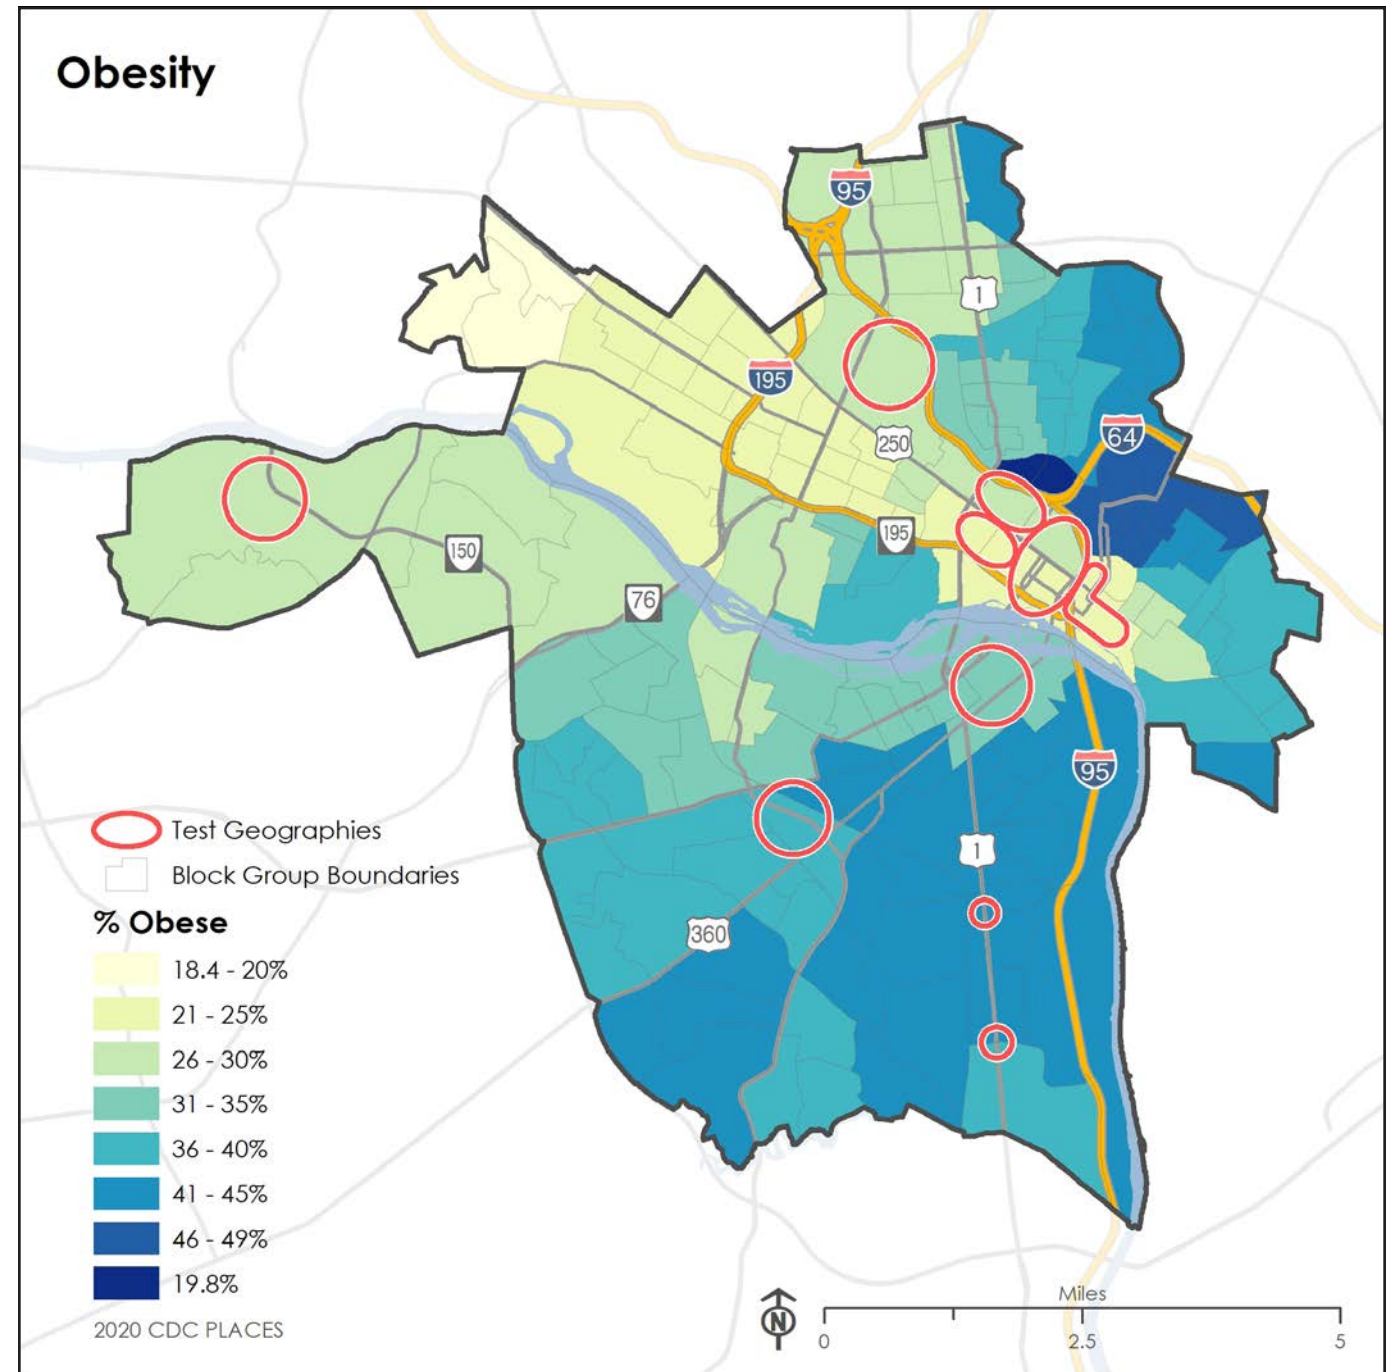 Obesity
95
1
195
250
64
195
150
76
95
1
360
Test Geographies
Block Group Boundaries
% Obese
18.4 - 20%
21 - 25%
26 - 30%
31 - 35%
36 - 40%
41 - 45%
46 - 49%
19.8%
2020 CDC PLACES
N
Miles
0
2.5
5